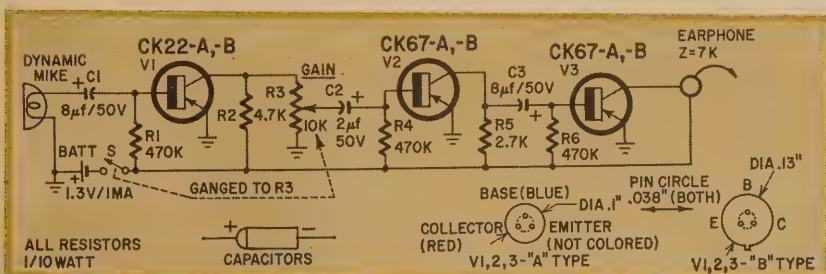 DYNAMIC
MIKE
C1
8µf/50V
CK22-A,-B
V1
R1
470K
R2
4.7K
GAIN
R3
10K
C2
2µf
50V
CK67-A,-B
V2
R4
470K
C3
8µf/50V
R5
2.7K
CK67-A,-B
V3
R6
470K
EARPHONE
Z=7K
BATT
S
1.3V/1MA
GANGED TO R3
ALL RESISTORS
1/10 WATT
CAPACITORS
BASE (BLUE)
DIA .1"
COLLECTOR
(RED)
EMITTER
(NOT COLORED)
V1,2,3-"A" TYPE
PIN CIRCLE
.038" (BOTH)
DIA .13"
B
E
C
V1,2,3-"B" TYPE